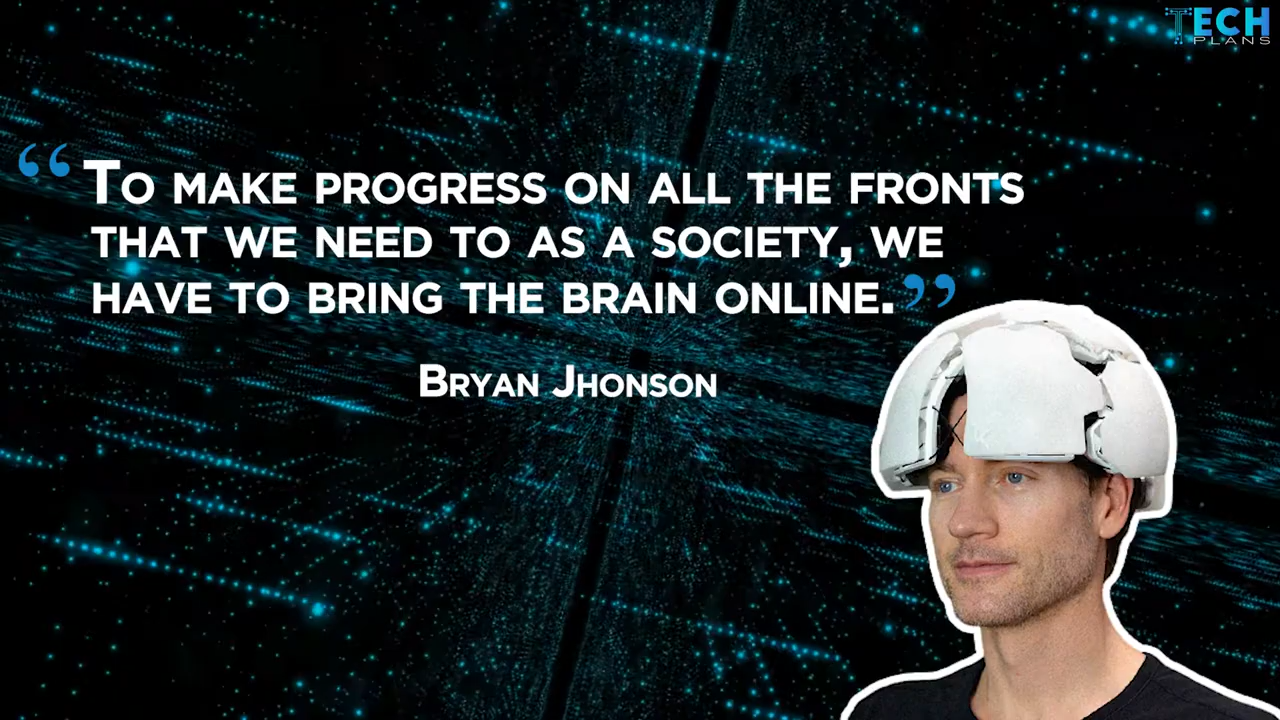 TECH
PLANS
“To make progress on all the fronts
that we need to as a society, we
have to bring the brain online.”
Bryan Jhonson